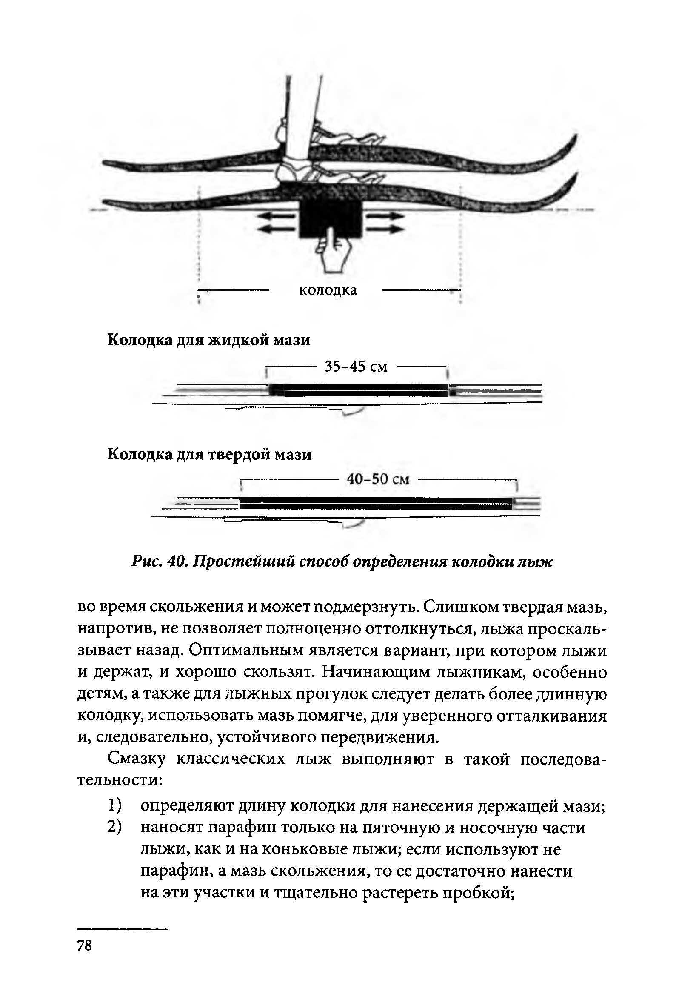 колодка
Колодка для жидкой мази
35–45 см
Колодка для твердой мази
40–50 см
Рис. 40. Простейший способ определения колодки лыж
во время скольжения и может подмерзнуть. Слишком твердая мазь,
напротив, не позволяет полноценно оттолкнуться, лыжа проскаль-
зывает назад. Оптимальным является вариант, при котором лыжи
и держат, и хорошо скользят. Начинающим лыжникам, особенно
детям, а также для лыжных прогулок следует делать более длинную
колодку, использовать мазь помягче, для уверенного отталкивания
и, следовательно, устойчивого передвижения.
Смазку классических лыж выполняют в такой последова-
тельности:
1) определяют длину колодки для нанесения держащей мази;
2) наносят парафин только на пяточную и носочную части
лыжи, как и на коньковые лыжи; если используют не
парафин, а мазь скольжения, то ее достаточно нанести
на эти участки и тщательно растереть пробкой;
78